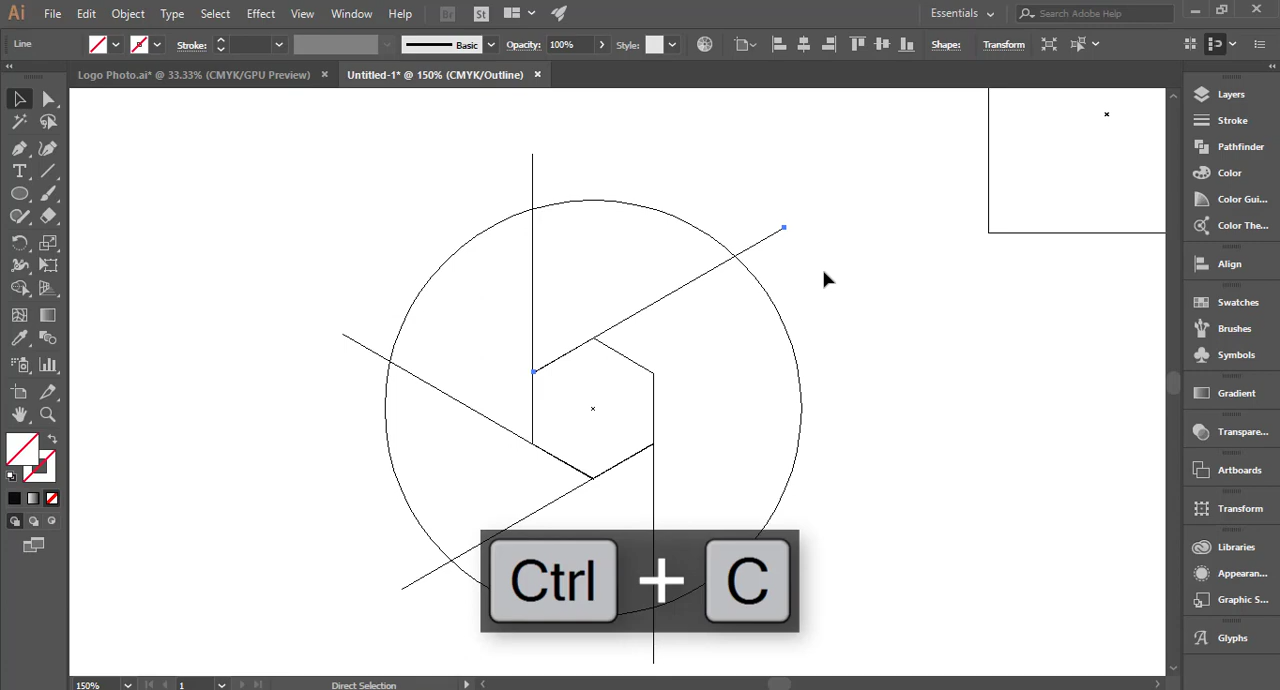 Ai File Edit Object Type Select Effect View Window Help Br St Essentials Search Adobe Help
Line Stroke: Basic Opacity: 100% Style: Shape: Transform
Logo Photo.ai* @ 33.33% (CMYK/GPU Preview) Untitled-1* @ 150% (CMYK/Outline)
Layers
Stroke
Pathfinder
Color
Color Gui...
Color The...
Align
Swatches
Brushes
Symbols
Gradient
Transpare...
Artboards
Transform
Libraries
Appearan...
Graphic S...
Glyphs
Ctrl + C
150% 1 Direct Selection